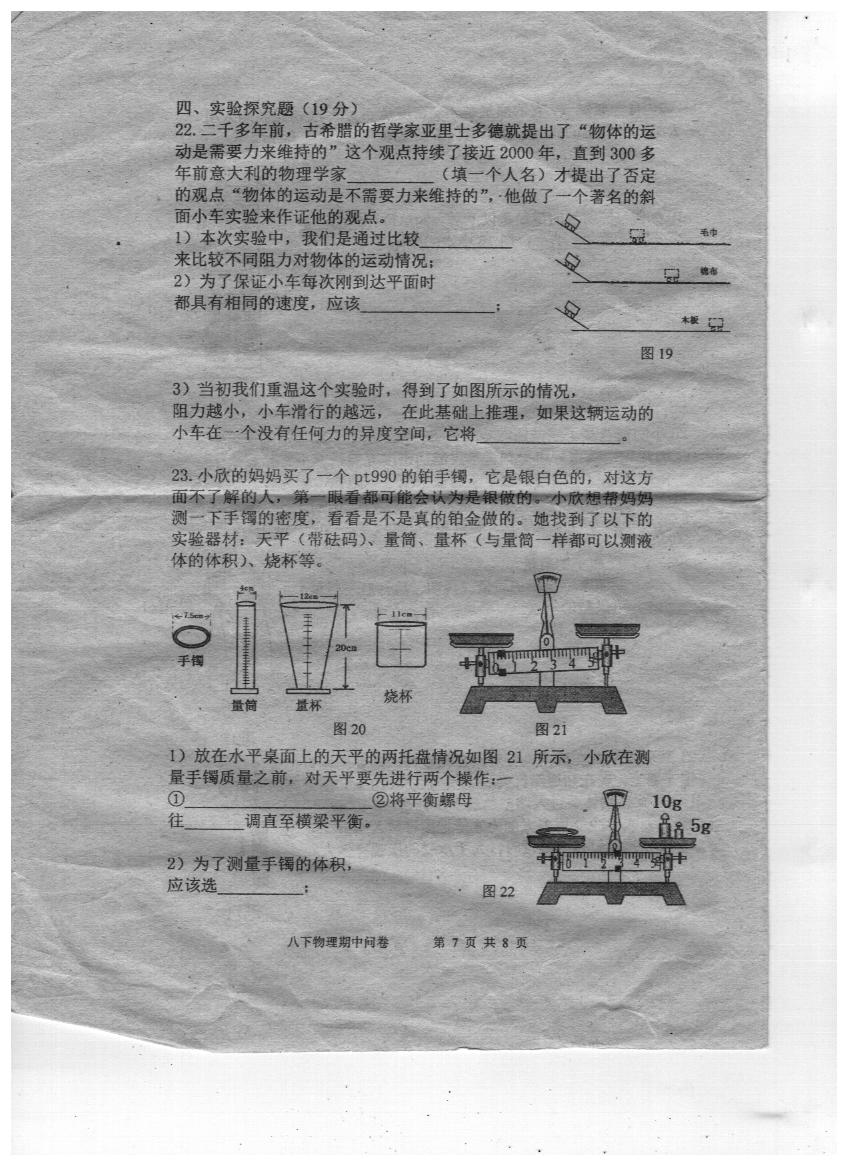 四、实验探究题（19分）
22.二千多年前，古希腊的哲学家亚里士多德就提出了“物体的运
动是需要力来维持的”这个观点持续了接近2000年，直到300多
年前意大利的物理学家________（填一个人名）才提出了否定
的观点“物体的运动是不需要力来维持的”，他做了一个著名的斜
面小车实验来作证他的观点。
1）本次实验中，我们是通过比较________
来比较不同阻力对物体的运动情况；
2）为了保证小车每次刚到达平面时
都具有相同的速度，应该____________；
毛巾
棉布
木板
图19
3）当初我们重温这个实验时，得到了如图所示的情况，
阻力越小，小车滑行的越远， 在此基础上推理，如果这辆运动的
小车在一个没有任何力的异度空间，它将____________。
23.小欣的妈妈买了一个pt990的铂手镯，它是银白色的，对这方
面不了解的人，第一眼看都可能会认为是银做的。小欣想帮妈妈
测一下手镯的密度，看看是不是真的铂金做的。她找到了以下的
实验器材：天平（带砝码）、量筒、量杯（与量筒一样都可以测液
体的体积）、烧杯等。
7.5cm
手镯
4cm
量筒
12cm
20cm
量杯
11cm
烧杯
图20
0 1 2 3 4 5
图21
1）放在水平桌面上的天平的两托盘情况如图 21 所示，小欣在测
量手镯质量之前，对天平要先进行两个操作：
①________________②将平衡螺母
往_____调直至横梁平衡。
10g
5g
0 1 2 3 4 5
2）为了测量手镯的体积，
应该选_______；
图22
八下物理期中问卷 第 7 页 共 8 页